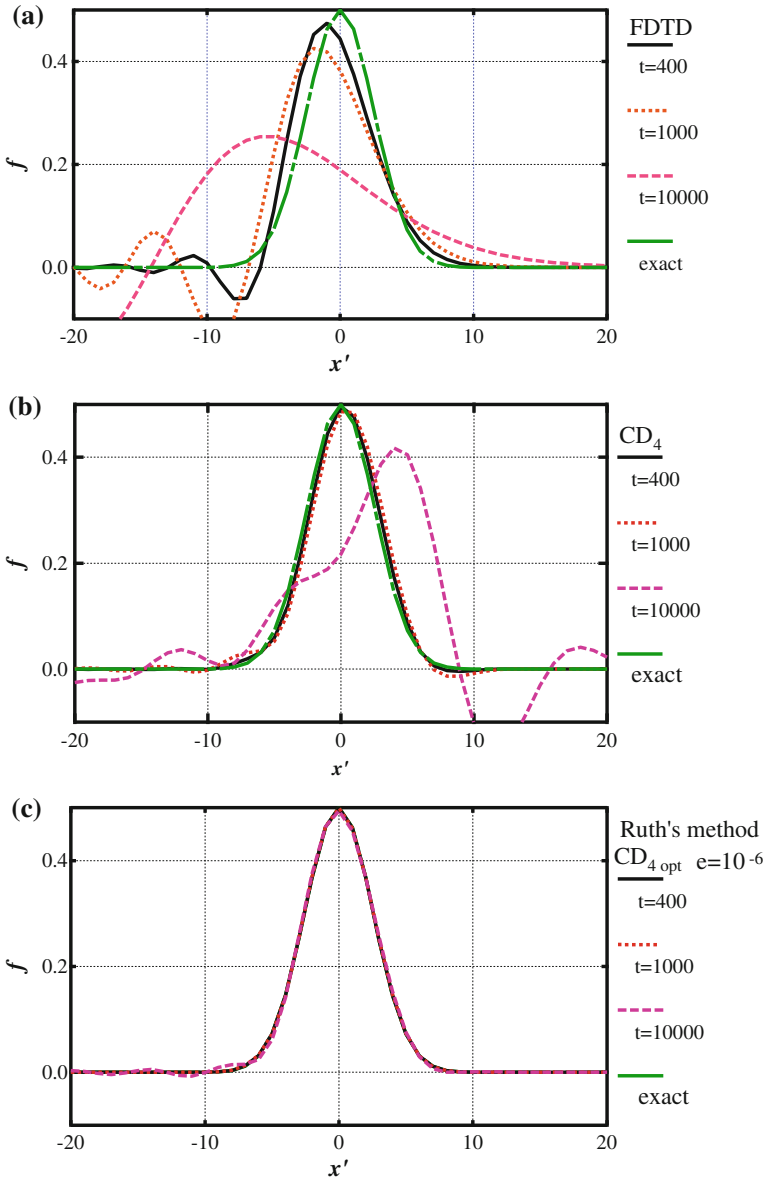 (a)
FDTD
t=400
t=1000
t=10000
exact
f
0.4
0.2
0.0
-20
-10
0
10
20
x'
(b)
CD4
t=400
t=1000
t=10000
exact
f
0.4
0.2
0.0
-20
-10
0
10
20
x'
(c)
Ruth's method
CD4 opt e=10-6
t=400
t=1000
t=10000
exact
f
0.4
0.2
0.0
-20
-10
0
10
20
x'